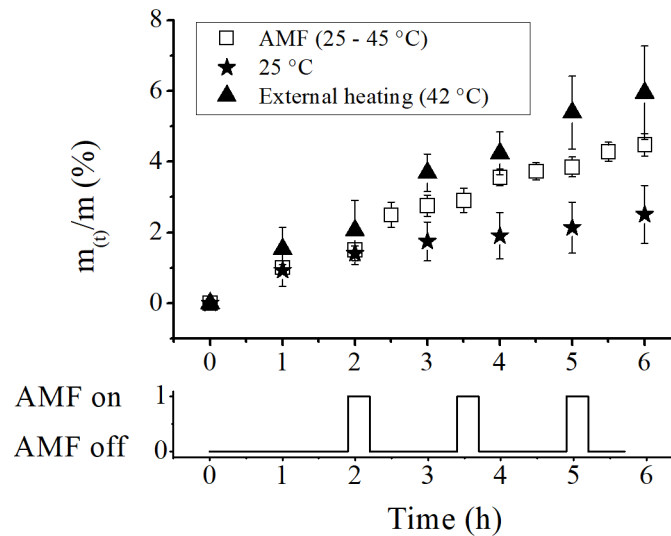 8
6
4
2
0
m(t)/m (%)
AMF (25 - 45 °C)
25 °C
External heating (42 °C)
0 1 2 3 4 5 6
AMF on 1
AMF off 0
0 1 2 3 4 5 6
Time (h)